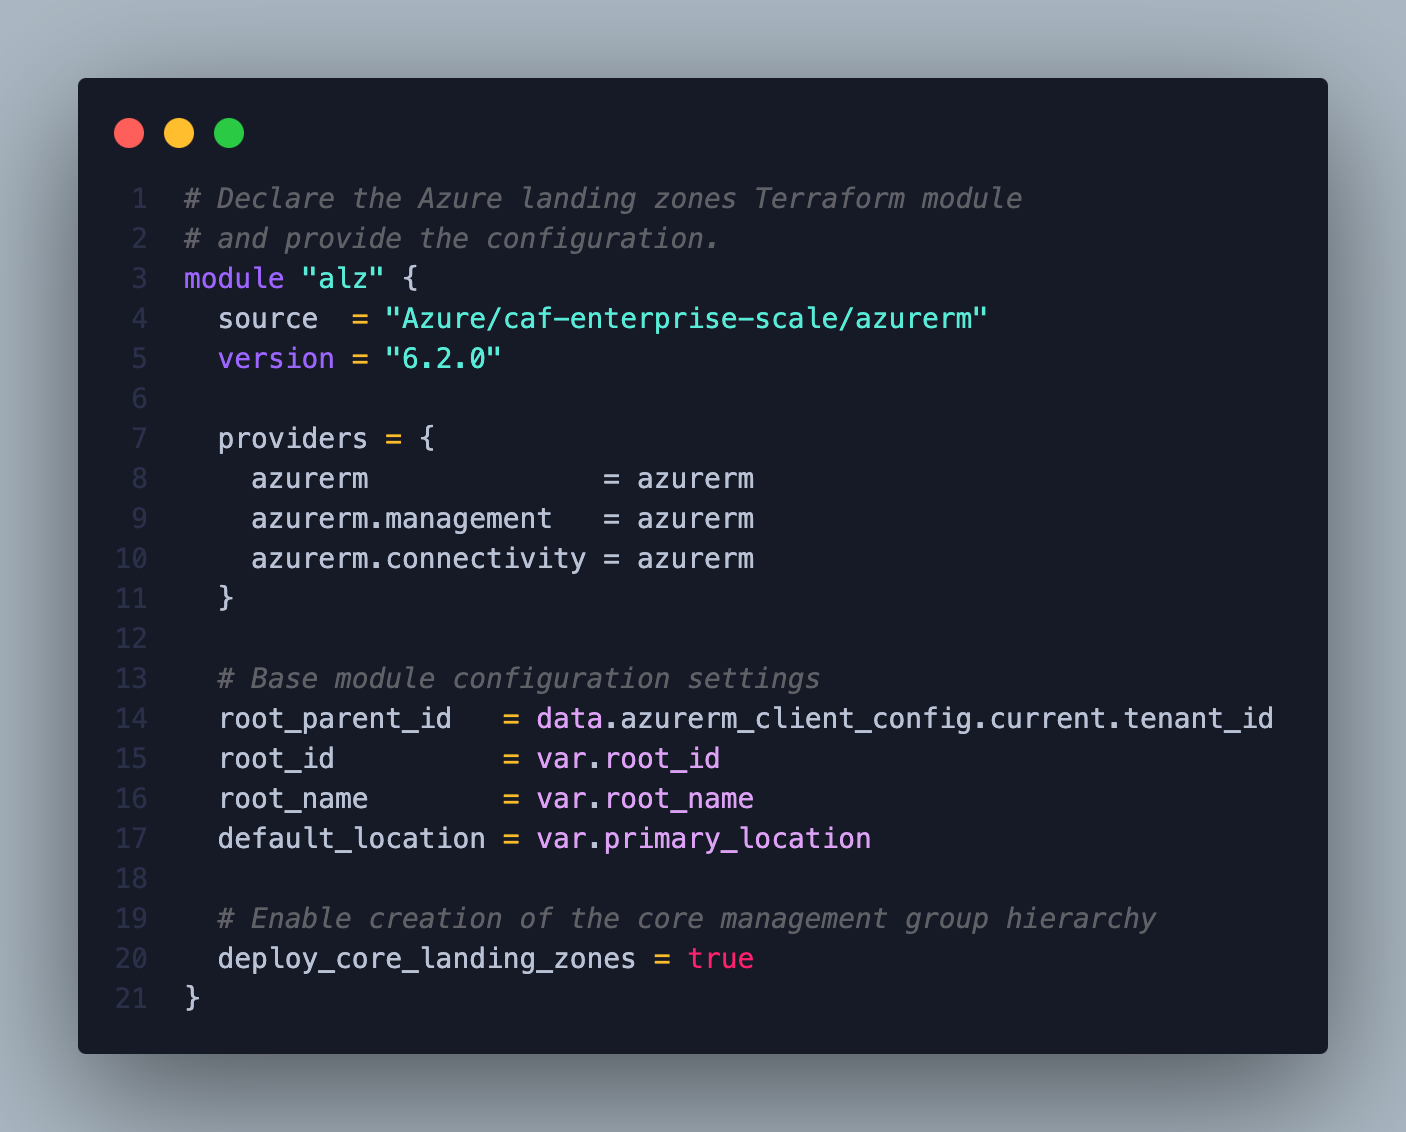 1 # Declare the Azure landing zones Terraform module
2 # and provide the configuration.
3 module "alz" {
4   source  = "Azure/caf-enterprise-scale/azurerm"
5   version = "6.2.0"
6
7   providers = {
8     azurerm              = azurerm
9     azurerm.management   = azurerm
10     azurerm.connectivity = azurerm
11   }
12
13   # Base module configuration settings
14   root_parent_id   = data.azurerm_client_config.current.tenant_id
15   root_id          = var.root_id
16   root_name        = var.root_name
17   default_location = var.primary_location
18
19   # Enable creation of the core management group hierarchy
20   deploy_core_landing_zones = true
21 }